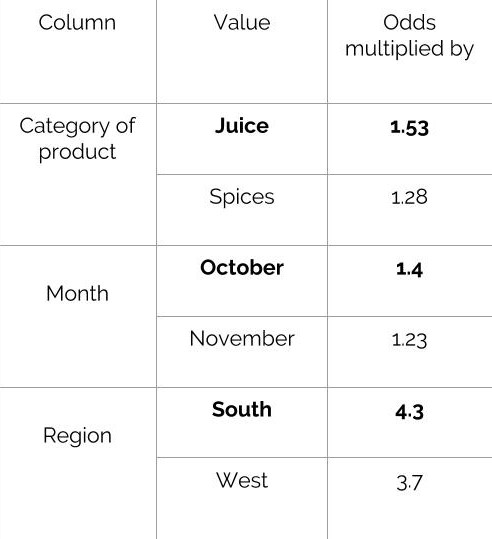 Column Value Odds
multiplied by
Category of Juice 1.53
product
Spices 1.28
October 1.4
Month
November 1.23
South 4.3
Region
West 3.7